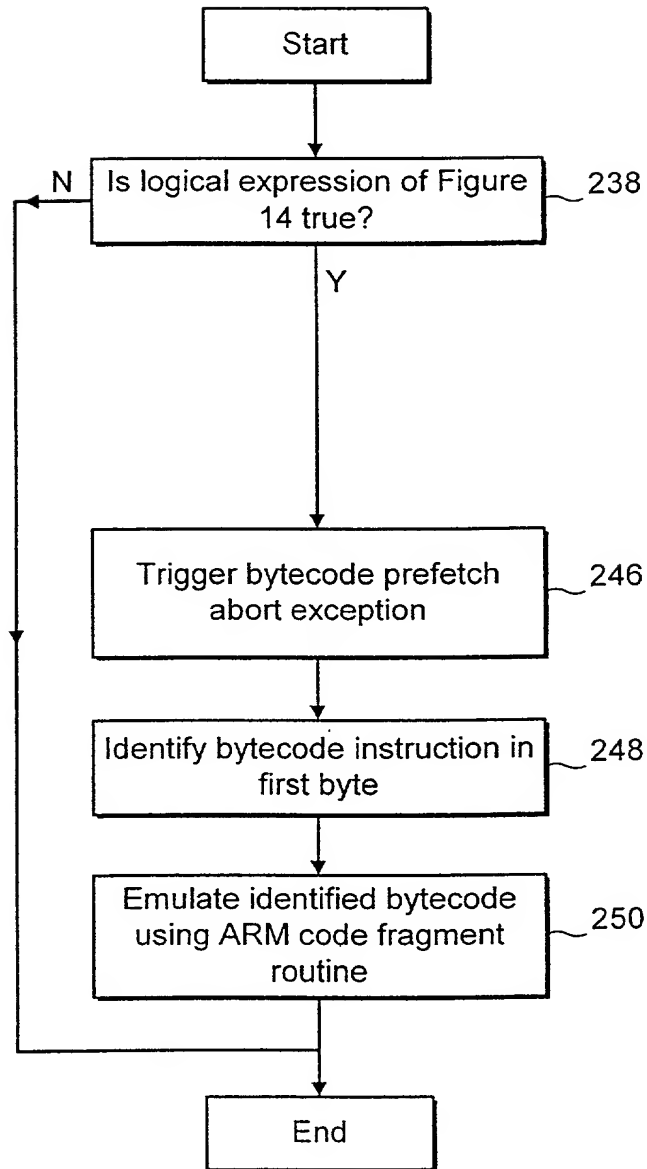 Start
N
Is logical expression of Figure
14 true?
238
Y
Trigger bytecode prefetch
abort exception
246
Identify bytecode instruction in
first byte
248
Emulate identified bytecode
using ARM code fragment
routine
250
End